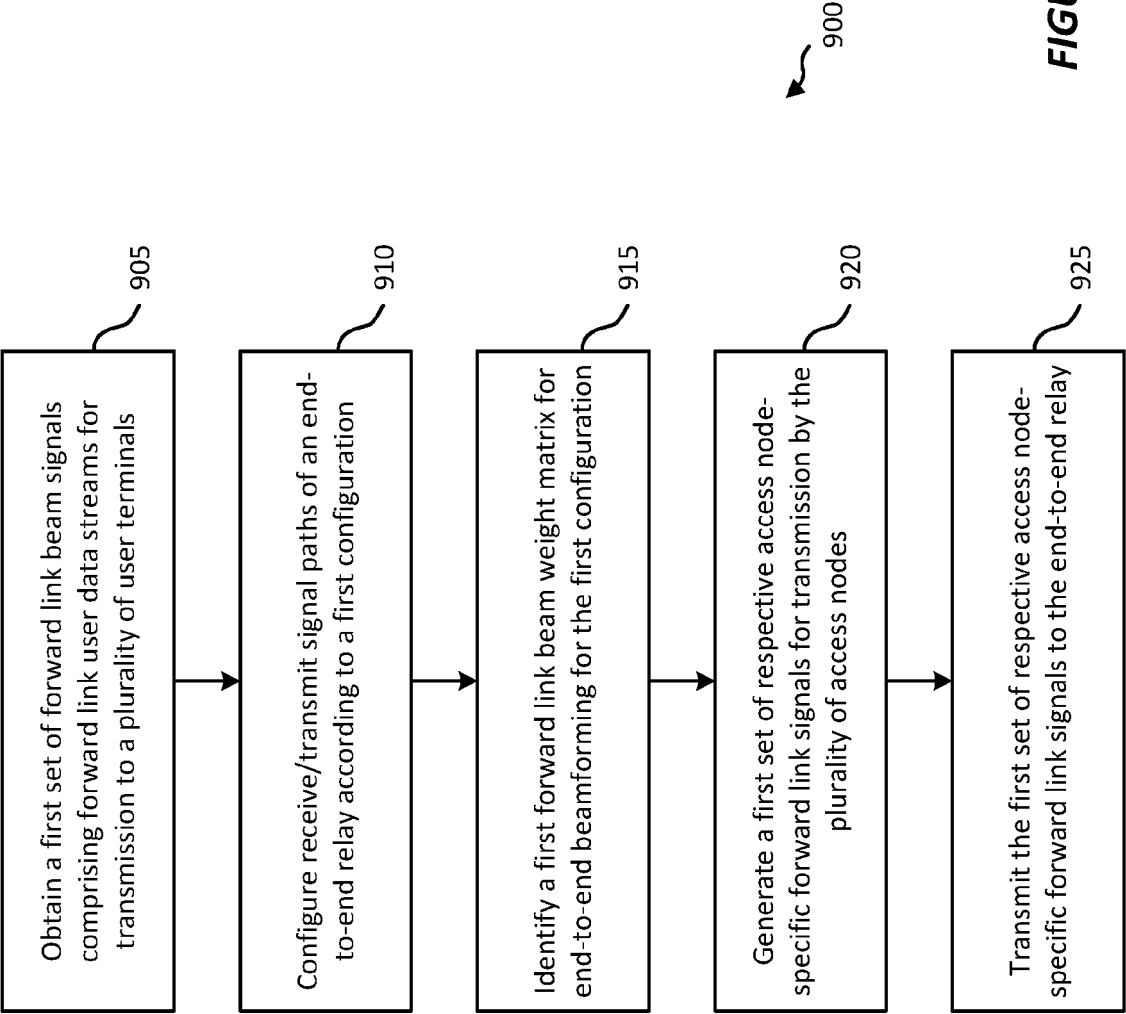 Obtain a first set of forward link beam signals
comprising forward link user data streams for
transmission to a plurality of user terminals
905
Configure receive/transmit signal paths of an end-
to-end relay according to a first configuration
910
Identify a first forward link beam weight matrix for
end-to-end beamforming for the first configuration
915
Generate a first set of respective access node-
specific forward link signals for transmission by the
plurality of access nodes
920
Transmit the first set of respective access node-
specific forward link signals to the end-to-end relay
925
900